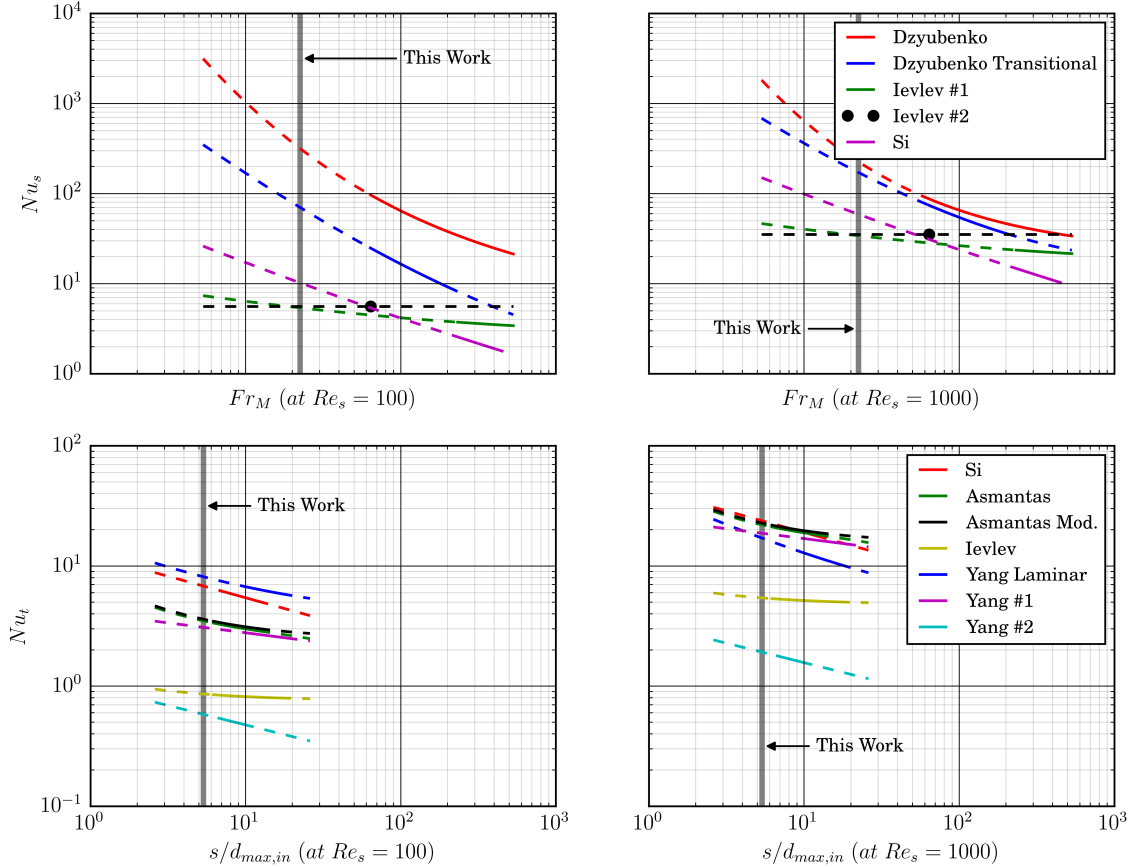 10^4
10^3
10^2
10^1
10^0
Nu_s
This Work
Fr_M (at Re_s = 100)
Dzyubenko
Dzyubenko Transitional
Ievlev #1
Ievlev #2
Si
This Work
Fr_M (at Re_s = 1000)
10^2
10^1
10^0
10^-1
Nu_t
This Work
10^0 10^1 10^2 10^3
s/d_max,in (at Re_s = 100)
Si
Asmantas
Asmantas Mod.
Ievlev
Yang Laminar
Yang #1
Yang #2
This Work
10^0 10^1 10^2 10^3
s/d_max,in (at Re_s = 1000)